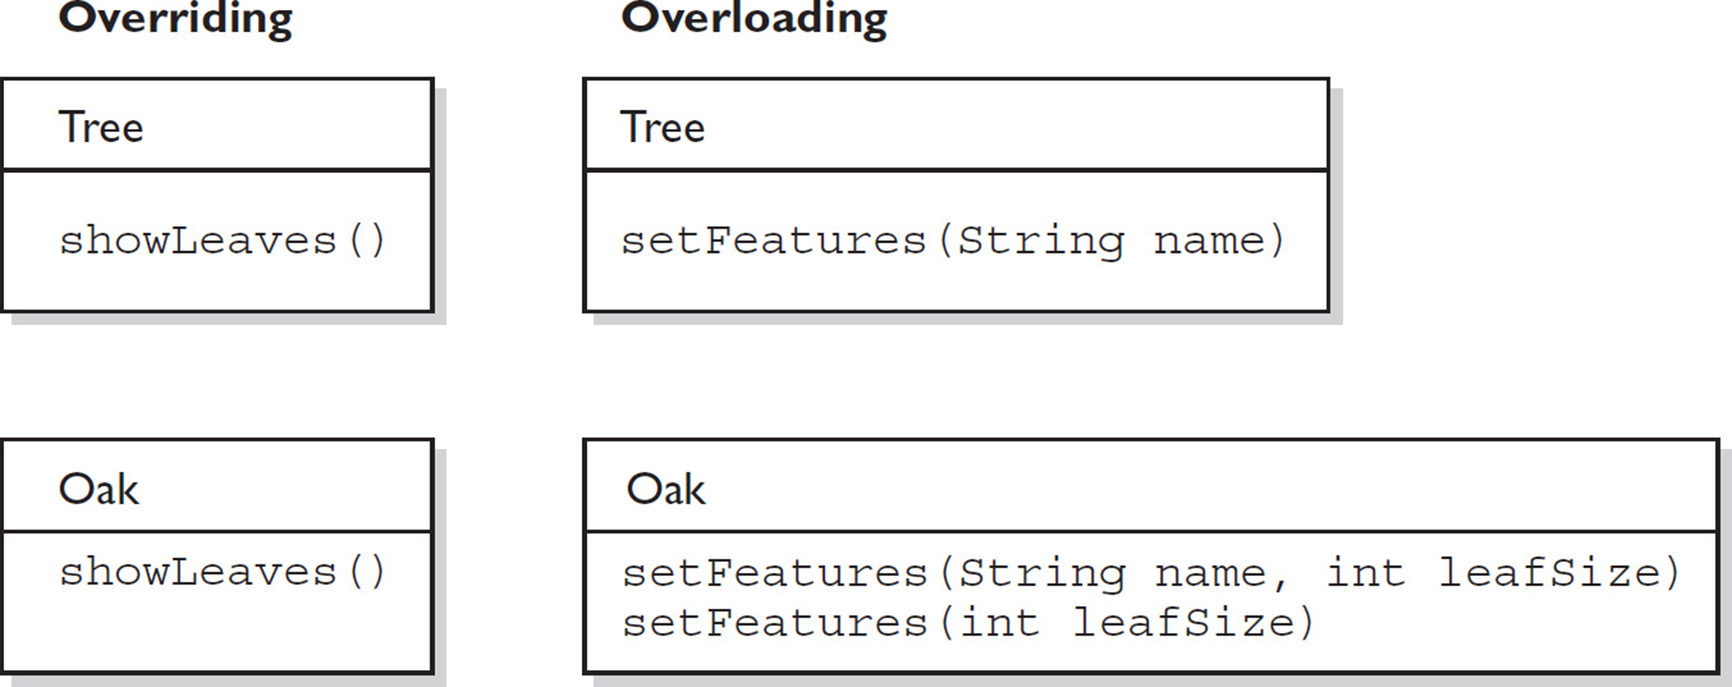 Overriding
Overloading
Tree
showLeaves()
Tree
setFeatures(String name)
Oak
showLeaves()
Oak
setFeatures(String name, int leafSize)
setFeatures(int leafSize)